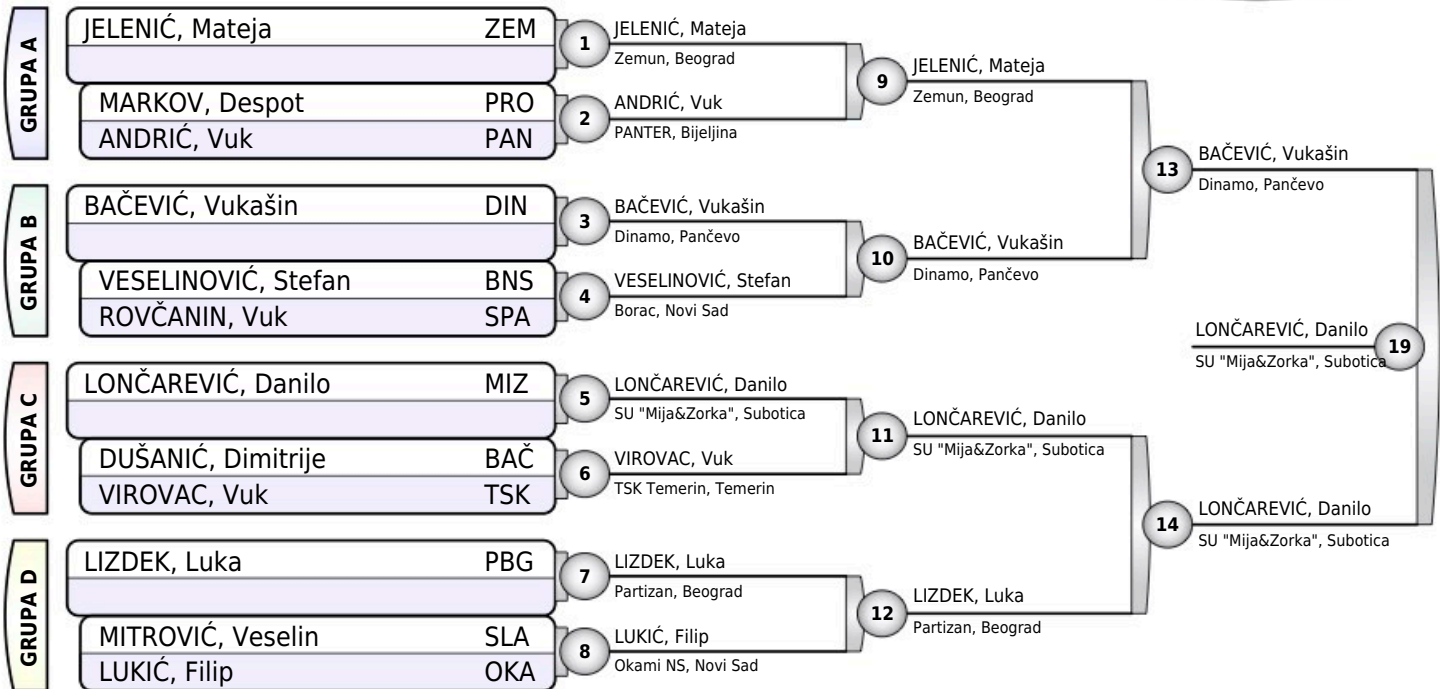 GRUPA A
JELENIĆ, Mateja ZEM
MARKOV, Despot PRO
ANDRIĆ, Vuk PAN
GRUPA B
BAČEVIĆ, Vukašin DIN
VESELINOVIĆ, Stefan BNS
ROVČANIN, Vuk SPA
GRUPA C
LONČAREVIĆ, Danilo MIZ
DUŠANIĆ, Dimitrije BAČ
VIROVAC, Vuk TSK
GRUPA D
LIZDEK, Luka PBG
MITROVIĆ, Veselin SLA
LUKIĆ, Filip OKA
1
JELENIĆ, Mateja
Zemun, Beograd
2
ANDRIĆ, Vuk
PANTER, Bijeljina
3
BAČEVIĆ, Vukašin
Dinamo, Pančevo
4
VESELINOVIĆ, Stefan
Borac, Novi Sad
5
LONČAREVIĆ, Danilo
SU "Mija&Zorka", Subotica
6
VIROVAC, Vuk
TSK Temerin, Temerin
7
LIZDEK, Luka
Partizan, Beograd
8
LUKIĆ, Filip
Okami NS, Novi Sad
9
JELENIĆ, Mateja
Zemun, Beograd
10
BAČEVIĆ, Vukašin
Dinamo, Pančevo
11
LONČAREVIĆ, Danilo
SU "Mija&Zorka", Subotica
12
LIZDEK, Luka
Partizan, Beograd
13
BAČEVIĆ, Vukašin
Dinamo, Pančevo
14
LONČAREVIĆ, Danilo
SU "Mija&Zorka", Subotica
LONČAREVIĆ, Danilo
SU "Mija&Zorka", Subotica
19